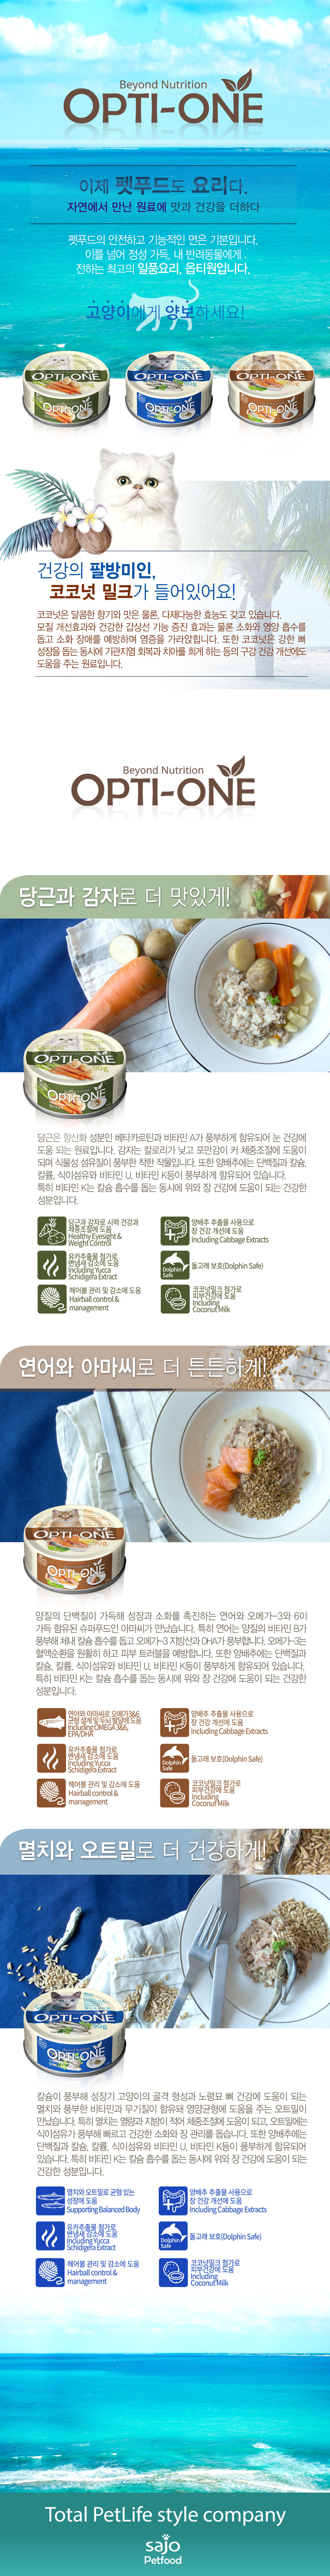 Beyond Nutrition
OPTI-ONE
이제 펫푸드도 요리다.
자연에서 만난 원료에 맛과 건강을 더하다
펫푸드의 안전하고 기능적인 면은 기본입니다.
이를 넘어 정성 가득, 내 반려동물에게
전하는 최고의 일품요리, 옵티원입니다.
고양이에게 양보하세요!
OPTI-ONE
OPTI-ONE
OPTI-ONE
OPTI-ONE
OPTI-ONE
OPTI-ONE
건강의 팔방미인,
코코넛 밀크가 들어있어요!
코코넛은 달콤한 향기와 맛은 물론, 다재다능한 효능도 갖고 있습니다.
모질 개선효과와 건강한 갑상선 기능 증진 효과는 물론 소화와 영양 흡수를
돕고 소화 장애를 예방하며 염증을 가라앉힙니다. 또한 코코넛은 강한 뼈
성장을 돕는 동시에 기관지염 회복과 치아를 희게 하는 등의 구강 건강 개선에도
도움을 주는 원료입니다.
Beyond Nutrition
OPTI-ONE
당근과 감자로 더 맛있게!
OPTI-ONE
90g
OPTI-ONE
당근은 항산화 성분인 베타카로틴과 비타민 A가 풍부하게 함유되어 눈 건강에
도움 되는 원료입니다. 감자는 칼로리가 낮고 포만감이 커 체중조절에 도움이
되며 식물성 섬유질이 풍부한 착한 작물입니다. 또한 양배추에는 단백질과 칼슘,
칼륨, 식이섬유와 비타민 U, 비타민 K등이 풍부하게 함유되어 있습니다.
특히 비타민 K는 칼슘 흡수를 돕는 동시에 위와 장 건강에 도움이 되는 건강한
성분입니다.
당근과 감자로 시력 건강과
체중조절에 도움
Healthy Eyesight &
Weight Control
양배추 추출물 사용으로
장 건강 개선에 도움
Including Cabbage Extracts
유카추출물 첨가로
변냄새 감소에 도움
Including Yucca
Schidigera Extract
Dolphin
Safe
돌고래 보호(Dolphin Safe)
헤어볼 관리 및 감소에 도움
Hairball control &
management
코코넛밀크 첨가로
피부건강에 도움
Including
Coconut Milk
연어와 아마씨로 더 튼튼하게!
OPTI-ONE
90g
OPTI-ONE
양질의 단백질이 가득해 성장과 소화를 촉진하는 연어와 오메가-3와 6이
가득 함유된 슈퍼푸드인 아마씨가 만났습니다. 특히 연어는 양질의 비타민 B가
풍부해 체내 칼슘 흡수를 돕고 오메가-3 지방산과 DHA가 풍부합니다. 오메가-3는
혈액순환을 원활히 하고 피부 트러블을 예방합니다. 또한 양배추에는 단백질과
칼슘, 칼륨, 식이섬유와 비타민 U, 비타민 K등이 풍부하게 함유되어 있습니다.
특히 비타민 K는 칼슘 흡수를 돕는 동시에 위와 장 건강에 도움이 되는 건강한
성분입니다.
연어와 아마씨로 오메가3&6,
균형 설계 및 두뇌 발달에 도움
Including OMEGA 3&6,
EPA/DHA
양배추 추출물 사용으로
장 건강 개선에 도움
Including Cabbage Extracts
유카추출물 첨가로
변냄새 감소에 도움
Including Yucca
Schidigera Extract
Dolphin
Safe
돌고래 보호(Dolphin Safe)
헤어볼 관리 및 감소에 도움
Hairball control &
management
코코넛밀크 첨가로
피부건강에 도움
Including
Coconut Milk
멸치와 오트밀로 더 건강하게!
OPTI-ONE
90g
OPTI-ONE
칼슘이 풍부해 성장기 고양이의 골격 형성과 노령묘 뼈 건강에 도움이 되는
멸치와 풍부한 비타민과 무기질이 함유돼 영양균형에 도움을 주는 오트밀이
만났습니다. 특히 멸치는 열량과 지방이 적어 체중조절에 도움이 되고, 오트밀에는
식이섬유가 풍부해 빠르고 건강한 소화와 장 관리를 돕습니다. 또한 양배추에는
단백질과 칼슘, 칼륨, 식이섬유와 비타민 U, 비타민 K등이 풍부하게 함유되어
있습니다. 특히 비타민 K는 칼슘 흡수를 돕는 동시에 위와 장 건강에 도움이 되는
건강한 성분입니다.
멸치와 오트밀로 균형 있는
성장에 도움
Supporting Balanced Body
양배추 추출물 사용으로
장 건강 개선에 도움
Including Cabbage Extracts
유카추출물 첨가로
변냄새 감소에 도움
Including Yucca
Schidigera Extract
Dolphin
Safe
돌고래 보호(Dolphin Safe)
헤어볼 관리 및 감소에 도움
Hairball control &
management
코코넛밀크 첨가로
피부건강에 도움
Including
Coconut Milk
Total PetLife style company
sajo
Petfood